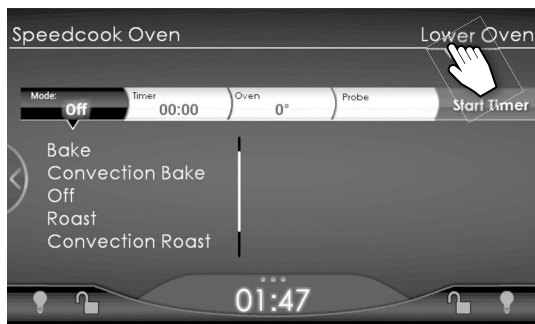 Speedcook Oven Lower Oven
Mode: Timer Oven Probe
Off 00:00 0° Start Timer
Bake
Convection Bake
Off
Roast
Convection Roast
01:47